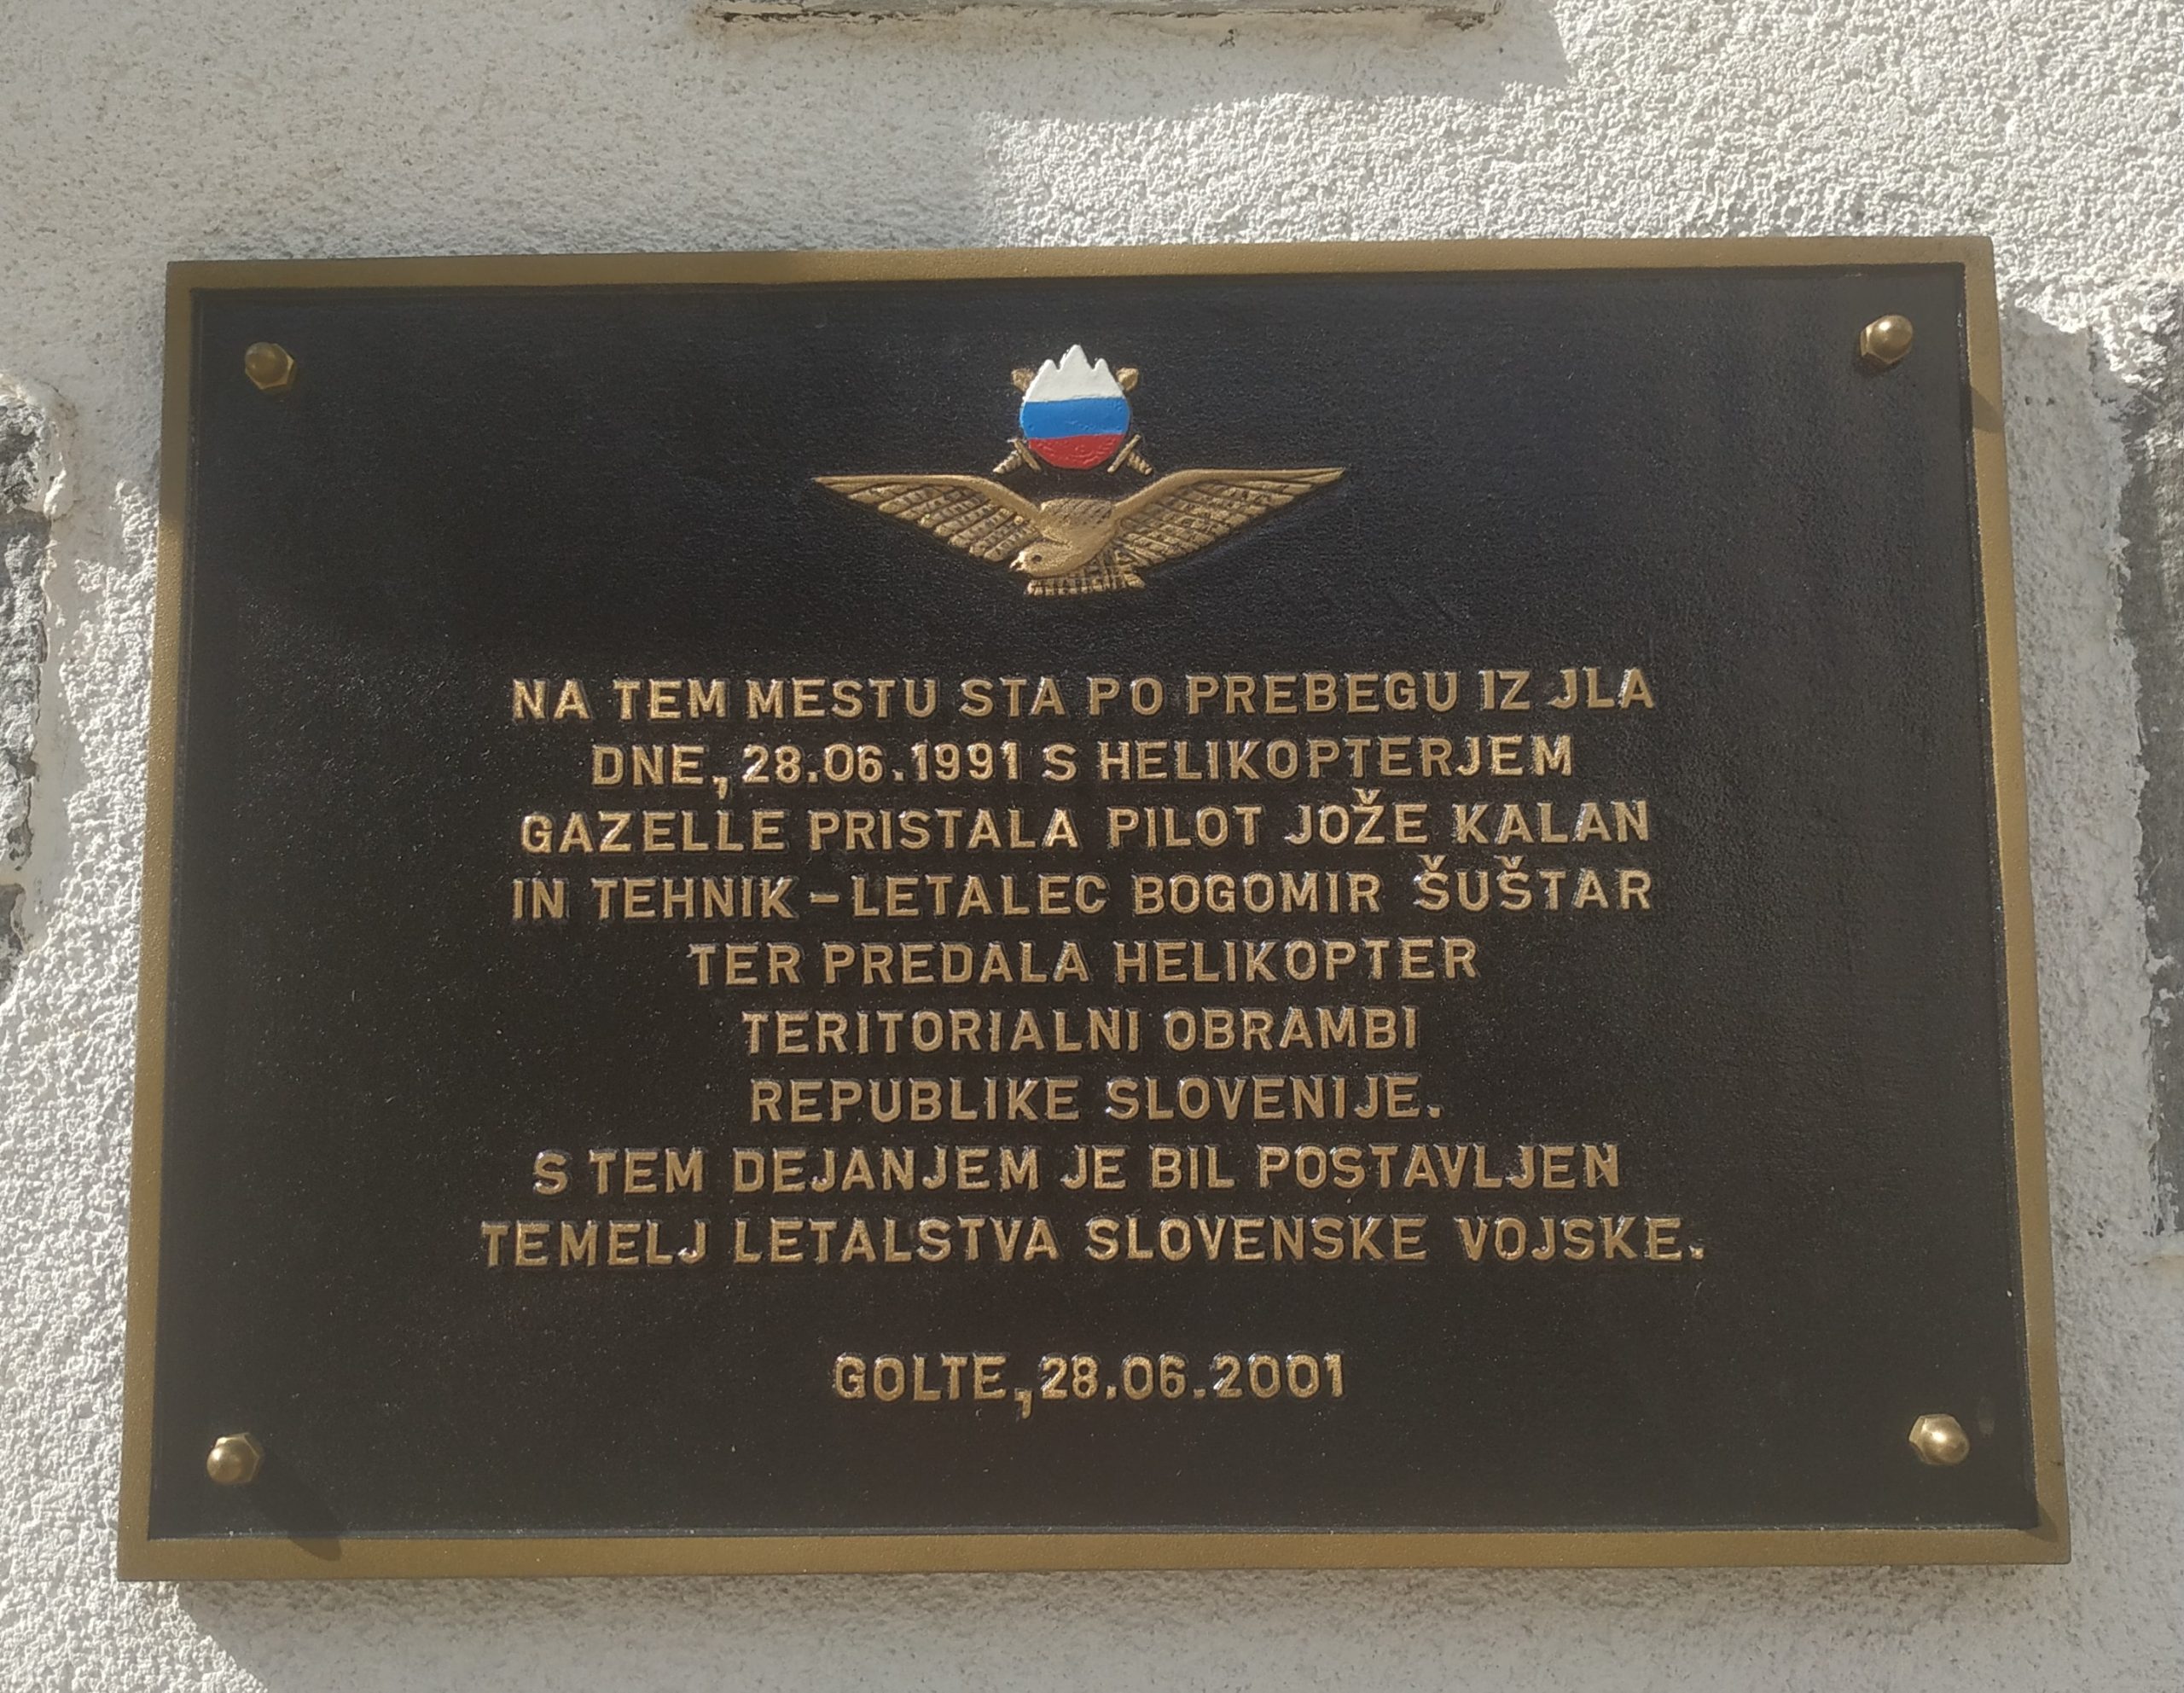 NA TEM MESTU STA PO PREBEGU IZ JLA
DNE, 28.06.1991 S HELIKOPTERJEM
GAZELLE PRISTALA PILOT JOŽE KALAN
IN TEHNIK – LETALEC BOGOMIR ŠUŠTAR
TER PREDALA HELIKOPTER
TERITORIALNI OBRAMBI
REPUBLIKE SLOVENIJE.
S TEM DEJANJEM JE BIL POSTAVLJEN
TEMELJ LETALSTVA SLOVENSKE VOJSKE.
GOLTE, 28.06.2001